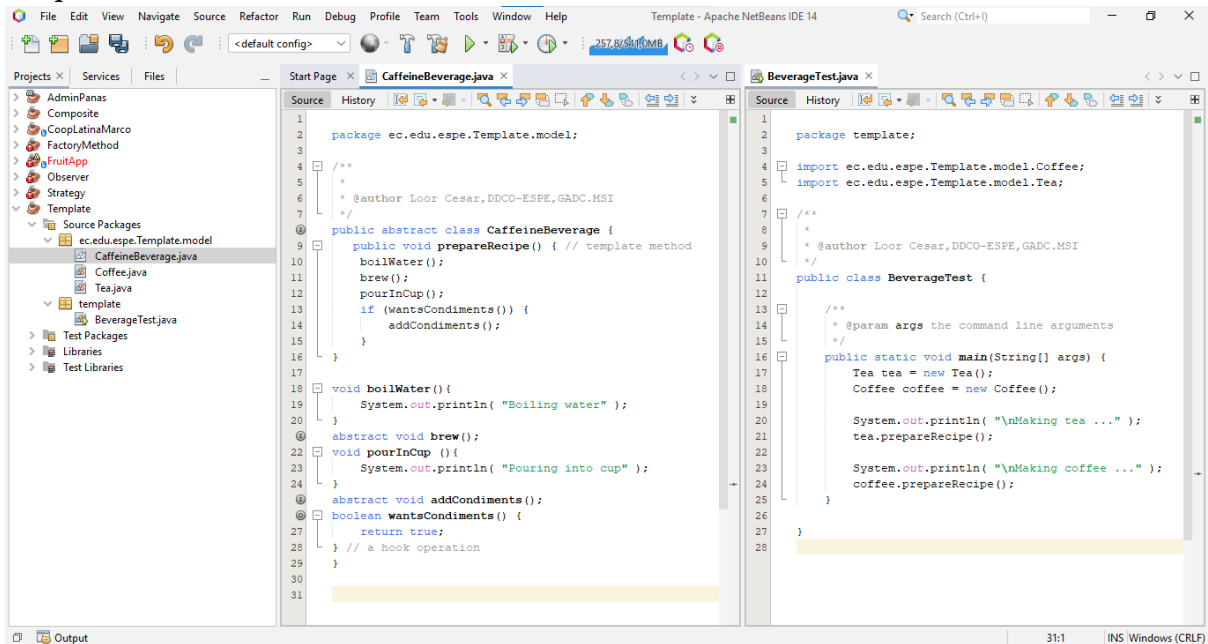 File Edit View Navigate Source Refactor Run Debug Profile Team Tools Window Help Template - Apache NetBeans IDE 14 Search (Ctrl+I)
<default config> 257.8/541.0MB
Projects Services Files
AdminPanas
Composite
CoopLatinaMarco
FactoryMethod
FruitApp
Observer
Strategy
Template
Source Packages
ec.edu.espe.Template.model
CaffeineBeverage.java
Coffee.java
Tea.java
template
BeverageTest.java
Test Packages
Libraries
Test Libraries
Start Page CaffeineBeverage.java
Source History
1
2 package ec.edu.espe.Template.model;
3
4 /**
5 *
6 * @author Loor Cesar,DDCO-ESPE,GADC.MSI
7 */
public abstract class CaffeineBeverage {
9 public void prepareRecipe() { // template method
10 boilWater();
11 brew();
12 pourInCup();
13 if (wantsCondiments()) {
14 addCondiments();
15 }
16 }
17
18 void boilWater(){
19 System.out.println( "Boiling water" );
20 }
abstract void brew();
22 void pourInCup (){
23 System.out.println( "Pouring into cup" );
24 }
abstract void addCondiments();
boolean wantsCondiments() {
27 return true;
28 } // a hook operation
29 }
30
31
BeverageTest.java
Source History
1
2 package template;
3
4 import ec.edu.espe.Template.model.Coffee;
5 import ec.edu.espe.Template.model.Tea;
6
7 /**
8 *
9 * @author Loor Cesar,DDCO-ESPE,GADC.MSI
10 */
11 public class BeverageTest {
12
13 /**
14 * @param args the command line arguments
15 */
16 public static void main(String[] args) {
17 Tea tea = new Tea();
18 Coffee coffee = new Coffee();
19
20 System.out.println( "\nMaking tea ..." );
21 tea.prepareRecipe();
22
23 System.out.println( "\nMaking coffee ..." );
24 coffee.prepareRecipe();
25 }
26
27 }
28
Output 31:1 INS Windows (CRLF)